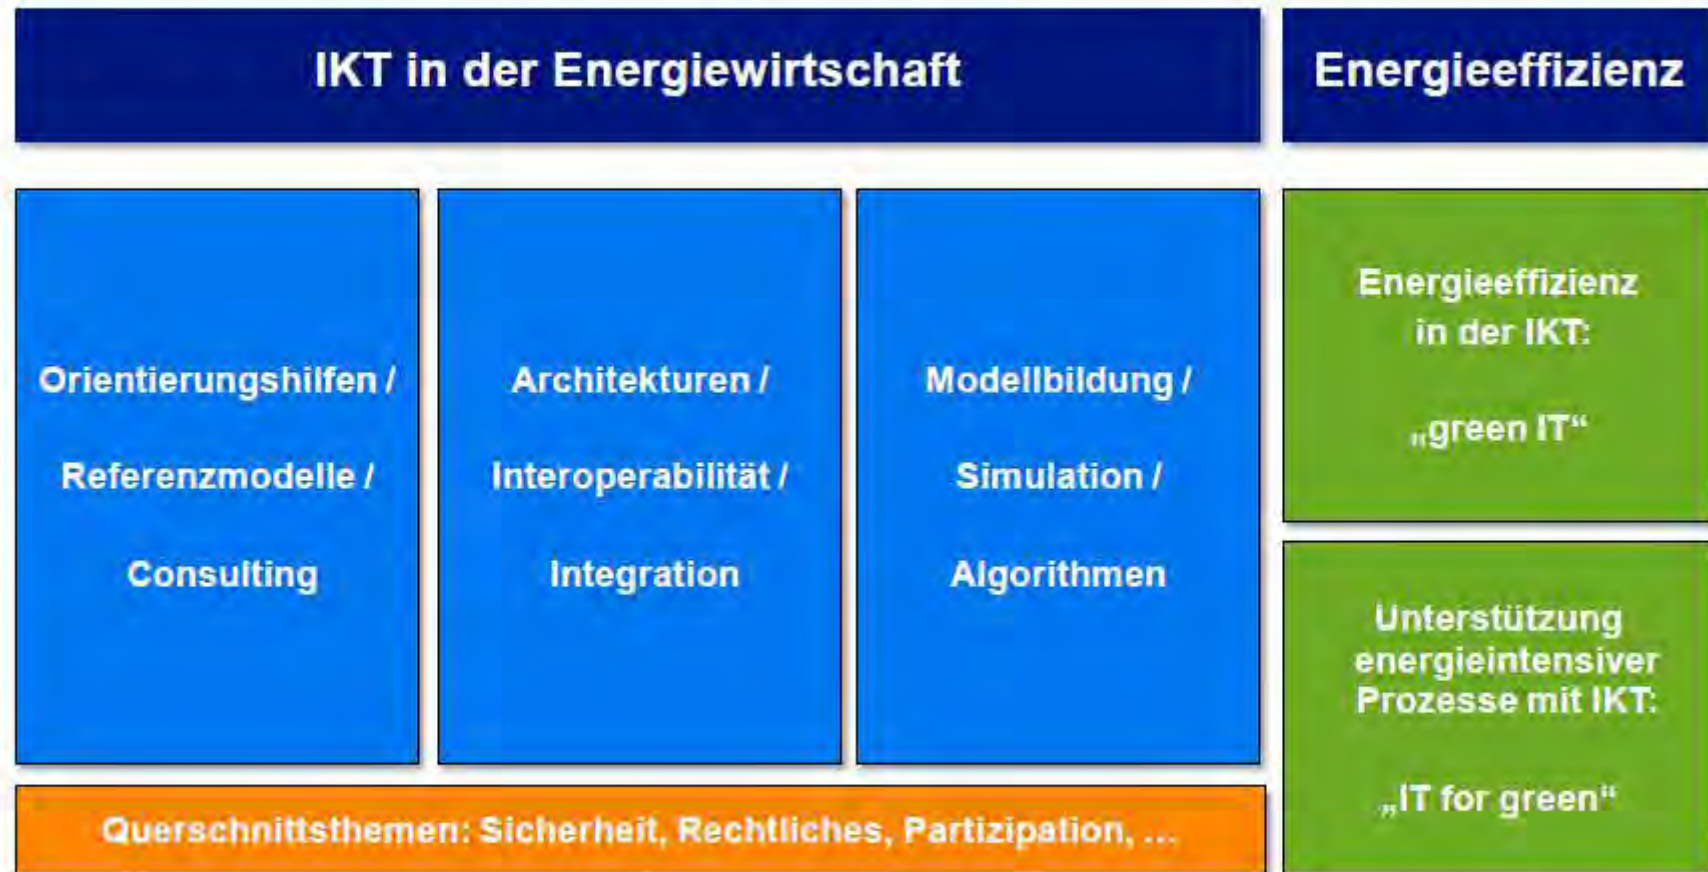 IKT in der Energiewirtschaft
Energieeffizienz
Orientierungshilfen /
Referenzmodelle /
Consulting
Architekturen /
Interoperabilität /
Integration
Modellbildung /
Simulation /
Algorithmen
Energieeffizienz
in der IKT:
„green IT“
Unterstützung
energieintensiver
Prozesse mit IKT:
„IT for green“
Querschnittsthemen: Sicherheit, Rechtliches, Partizipation, ...